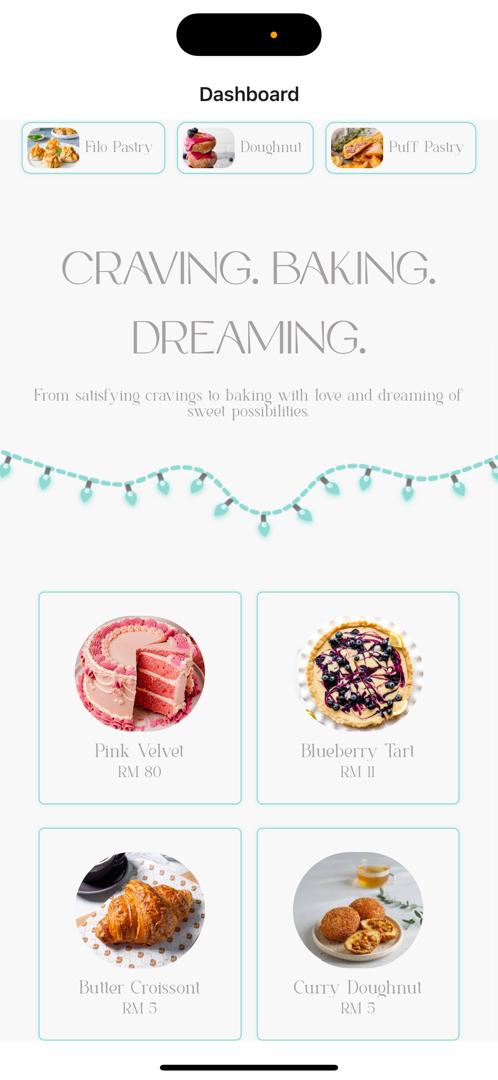 Dashboard
Filo Pastry
Doughnut
Puff Pastry
CRAVING. BAKING.
DREAMING.
From satisfying cravings to baking with love and dreaming of
sweet possibilities.
Pink Velvet
RM 80
Blueberry Tart
RM 11
Butter Croissont
RM 5
Curry Doughnut
RM 5